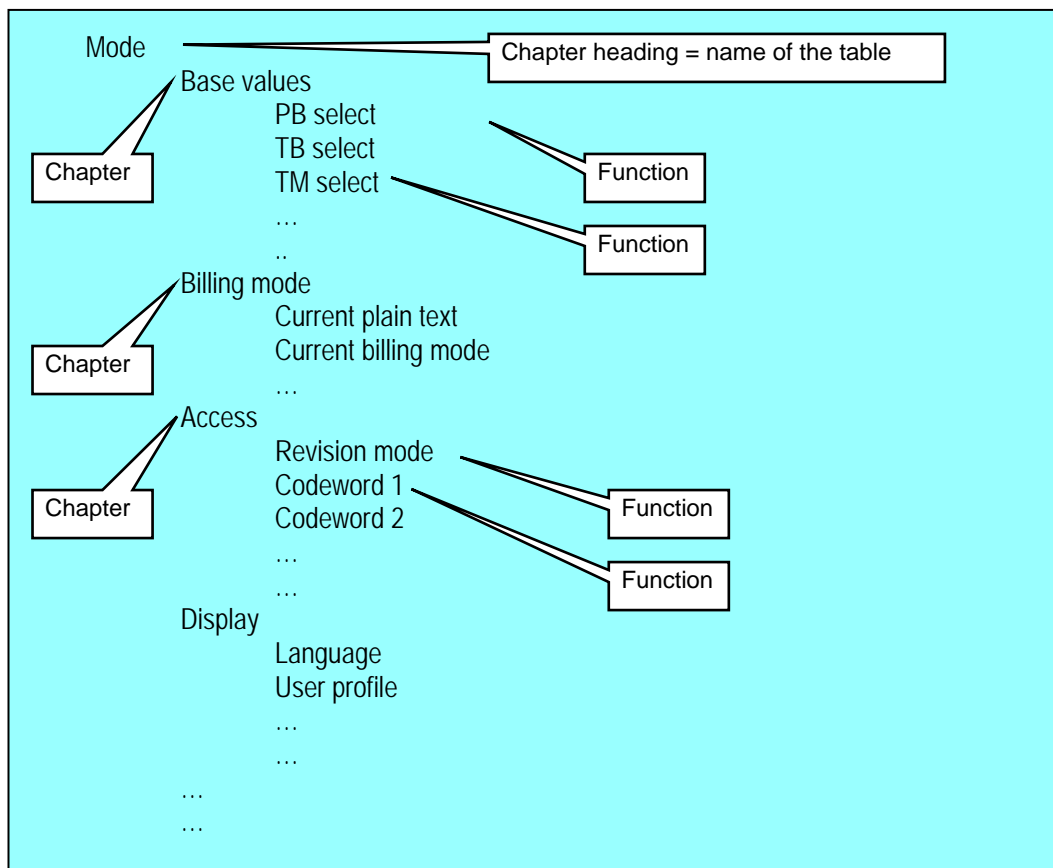 Mode
Chapter heading = name of the table
Base values
PB select
TB select
Chapter
Function
TM select
…
Function
..
Billing mode
Current plain text
Chapter
Current billing mode
…
Access
Revision mode
Chapter
Codeword 1
Function
Codeword 2
…
Function
…
Display
Language
User profile
…
…
…
…